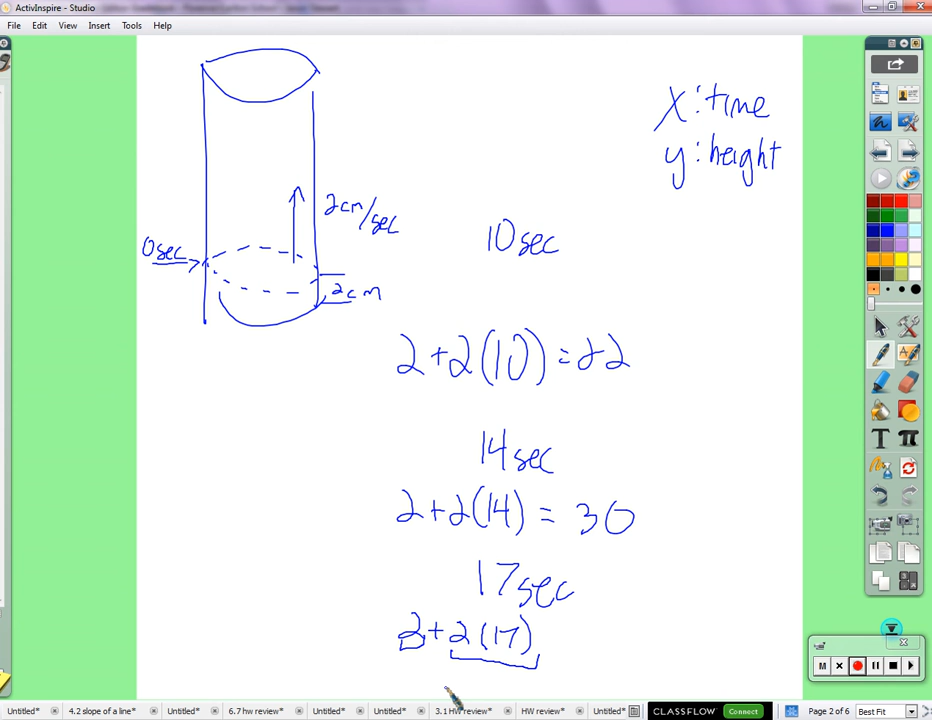 ActivInspire - Studio
File Edit View Insert Tools Help
x: time
y: height
2cm/sec
0sec
2cm
10sec
2+2(10)=22
14sec
2+2(14) = 30
17sec
2+2(17)
M
Untitled* 4.2 slope of a line* Untitled* 6.7 hw review* Untitled* Untitled* 3.1 HW review* HW review* Untitled* CLASSFLOW Connect Page 2 of 6 Best Fit